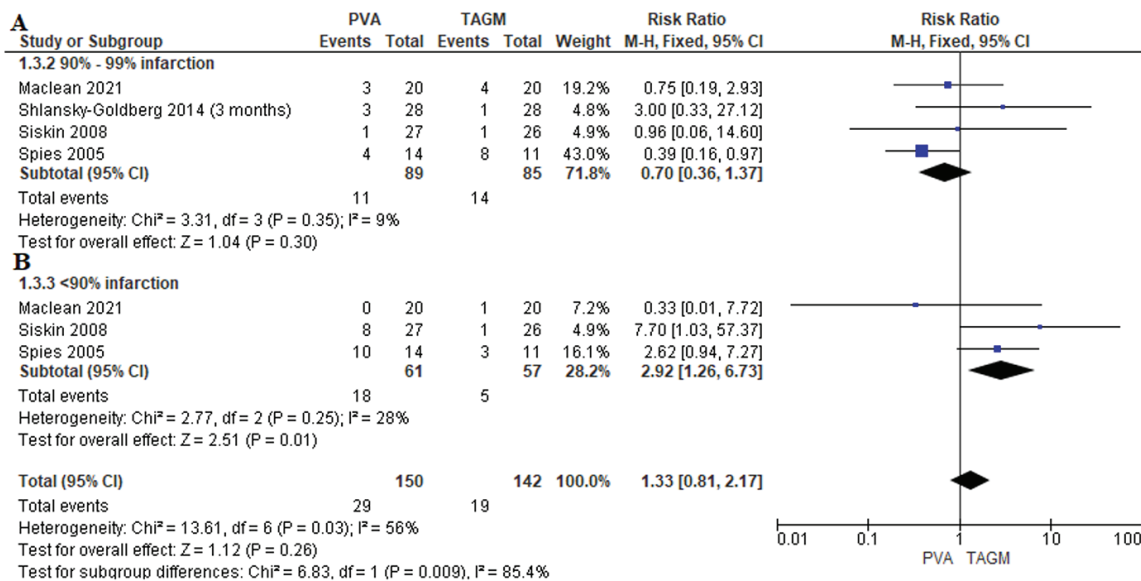 A PVA TAGM Risk Ratio Risk Ratio
Study or Subgroup Events Total Events Total Weight M-H, Fixed, 95% CI M-H, Fixed, 95% CI
1.3.2 90% - 99% infarction
Maclean 2021 3 20 4 20 19.2% 0.75 [0.19, 2.93]
Shlansky-Goldberg 2014 (3 months) 3 28 1 28 4.8% 3.00 [0.33, 27.12]
Siskin 2008 1 27 1 26 4.9% 0.96 [0.06, 14.60]
Spies 2005 4 14 8 11 43.0% 0.39 [0.16, 0.97]
Subtotal (95% CI) 89 85 71.8% 0.70 [0.36, 1.37]
Total events 11 14
Heterogeneity: Chi² = 3.31, df = 3 (P = 0.35); I² = 9%
Test for overall effect: Z = 1.04 (P = 0.30)
B
1.3.3 <90% infarction
Maclean 2021 0 20 1 20 7.2% 0.33 [0.01, 7.72]
Siskin 2008 8 27 1 26 4.9% 7.70 [1.03, 57.37]
Spies 2005 10 14 3 11 16.1% 2.62 [0.94, 7.27]
Subtotal (95% CI) 61 57 28.2% 2.92 [1.26, 6.73]
Total events 18 5
Heterogeneity: Chi² = 2.77, df = 2 (P = 0.25); I² = 28%
Test for overall effect: Z = 2.51 (P = 0.01)
Total (95% CI) 150 142 100.0% 1.33 [0.81, 2.17]
Total events 29 19
Heterogeneity: Chi² = 13.61, df = 6 (P = 0.03); I² = 56%
Test for overall effect: Z = 1.12 (P = 0.26)
Test for subgroup differences: Chi² = 6.83, df = 1 (P = 0.009), I² = 85.4%
0.01 0.1 1 10 100
PVA TAGM